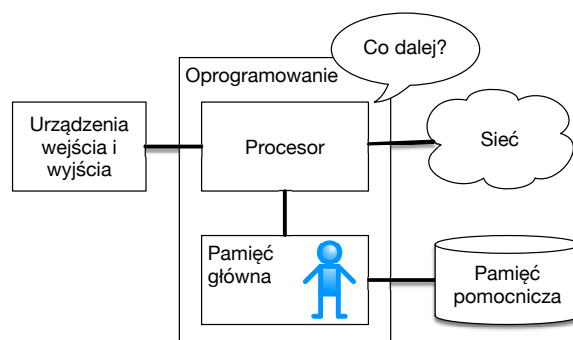 Co dalej?
Oprogramowanie
Urządzenia
wejścia i
wyjścia
Procesor
Sieć
Pamięć
główna
Pamięć
pomocnicza